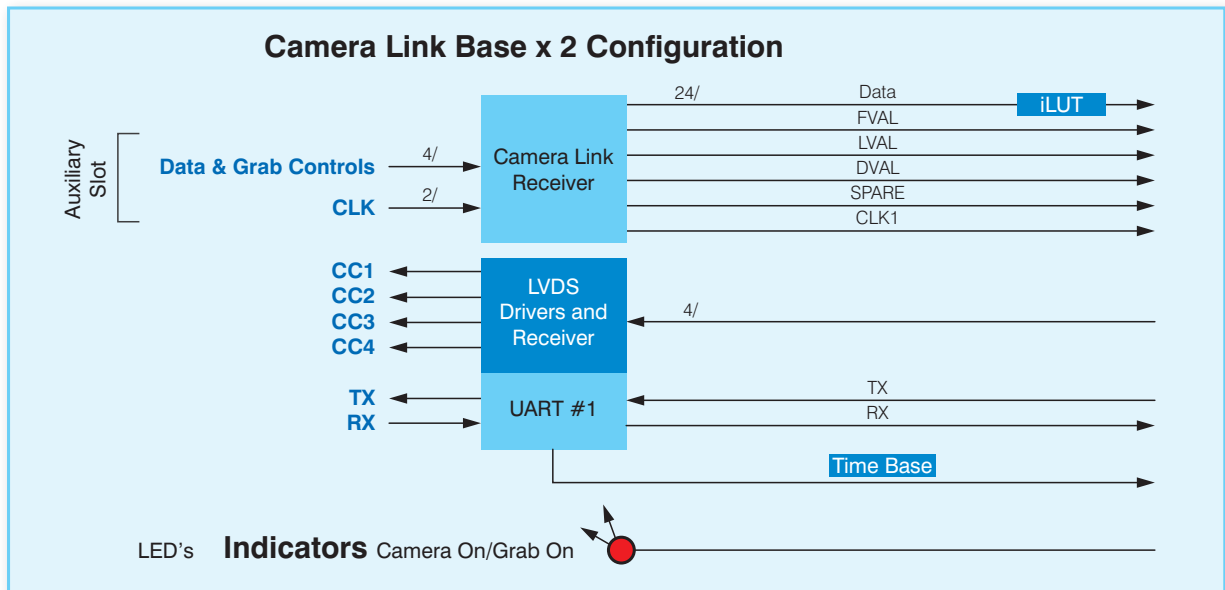 Camera Link Base x 2 Configuration
24/ Data iLUT
FVAL
LVAL
DVAL
SPARE
CLK1
Auxiliary
Slot
Data & Grab Controls 4/
CLK 2/
Camera Link
Receiver
CC1
CC2
CC3
CC4
LVDS
Drivers and
Receiver
4/
TX
RX
UART #1
TX
RX
Time Base
LED's Indicators Camera On/Grab On